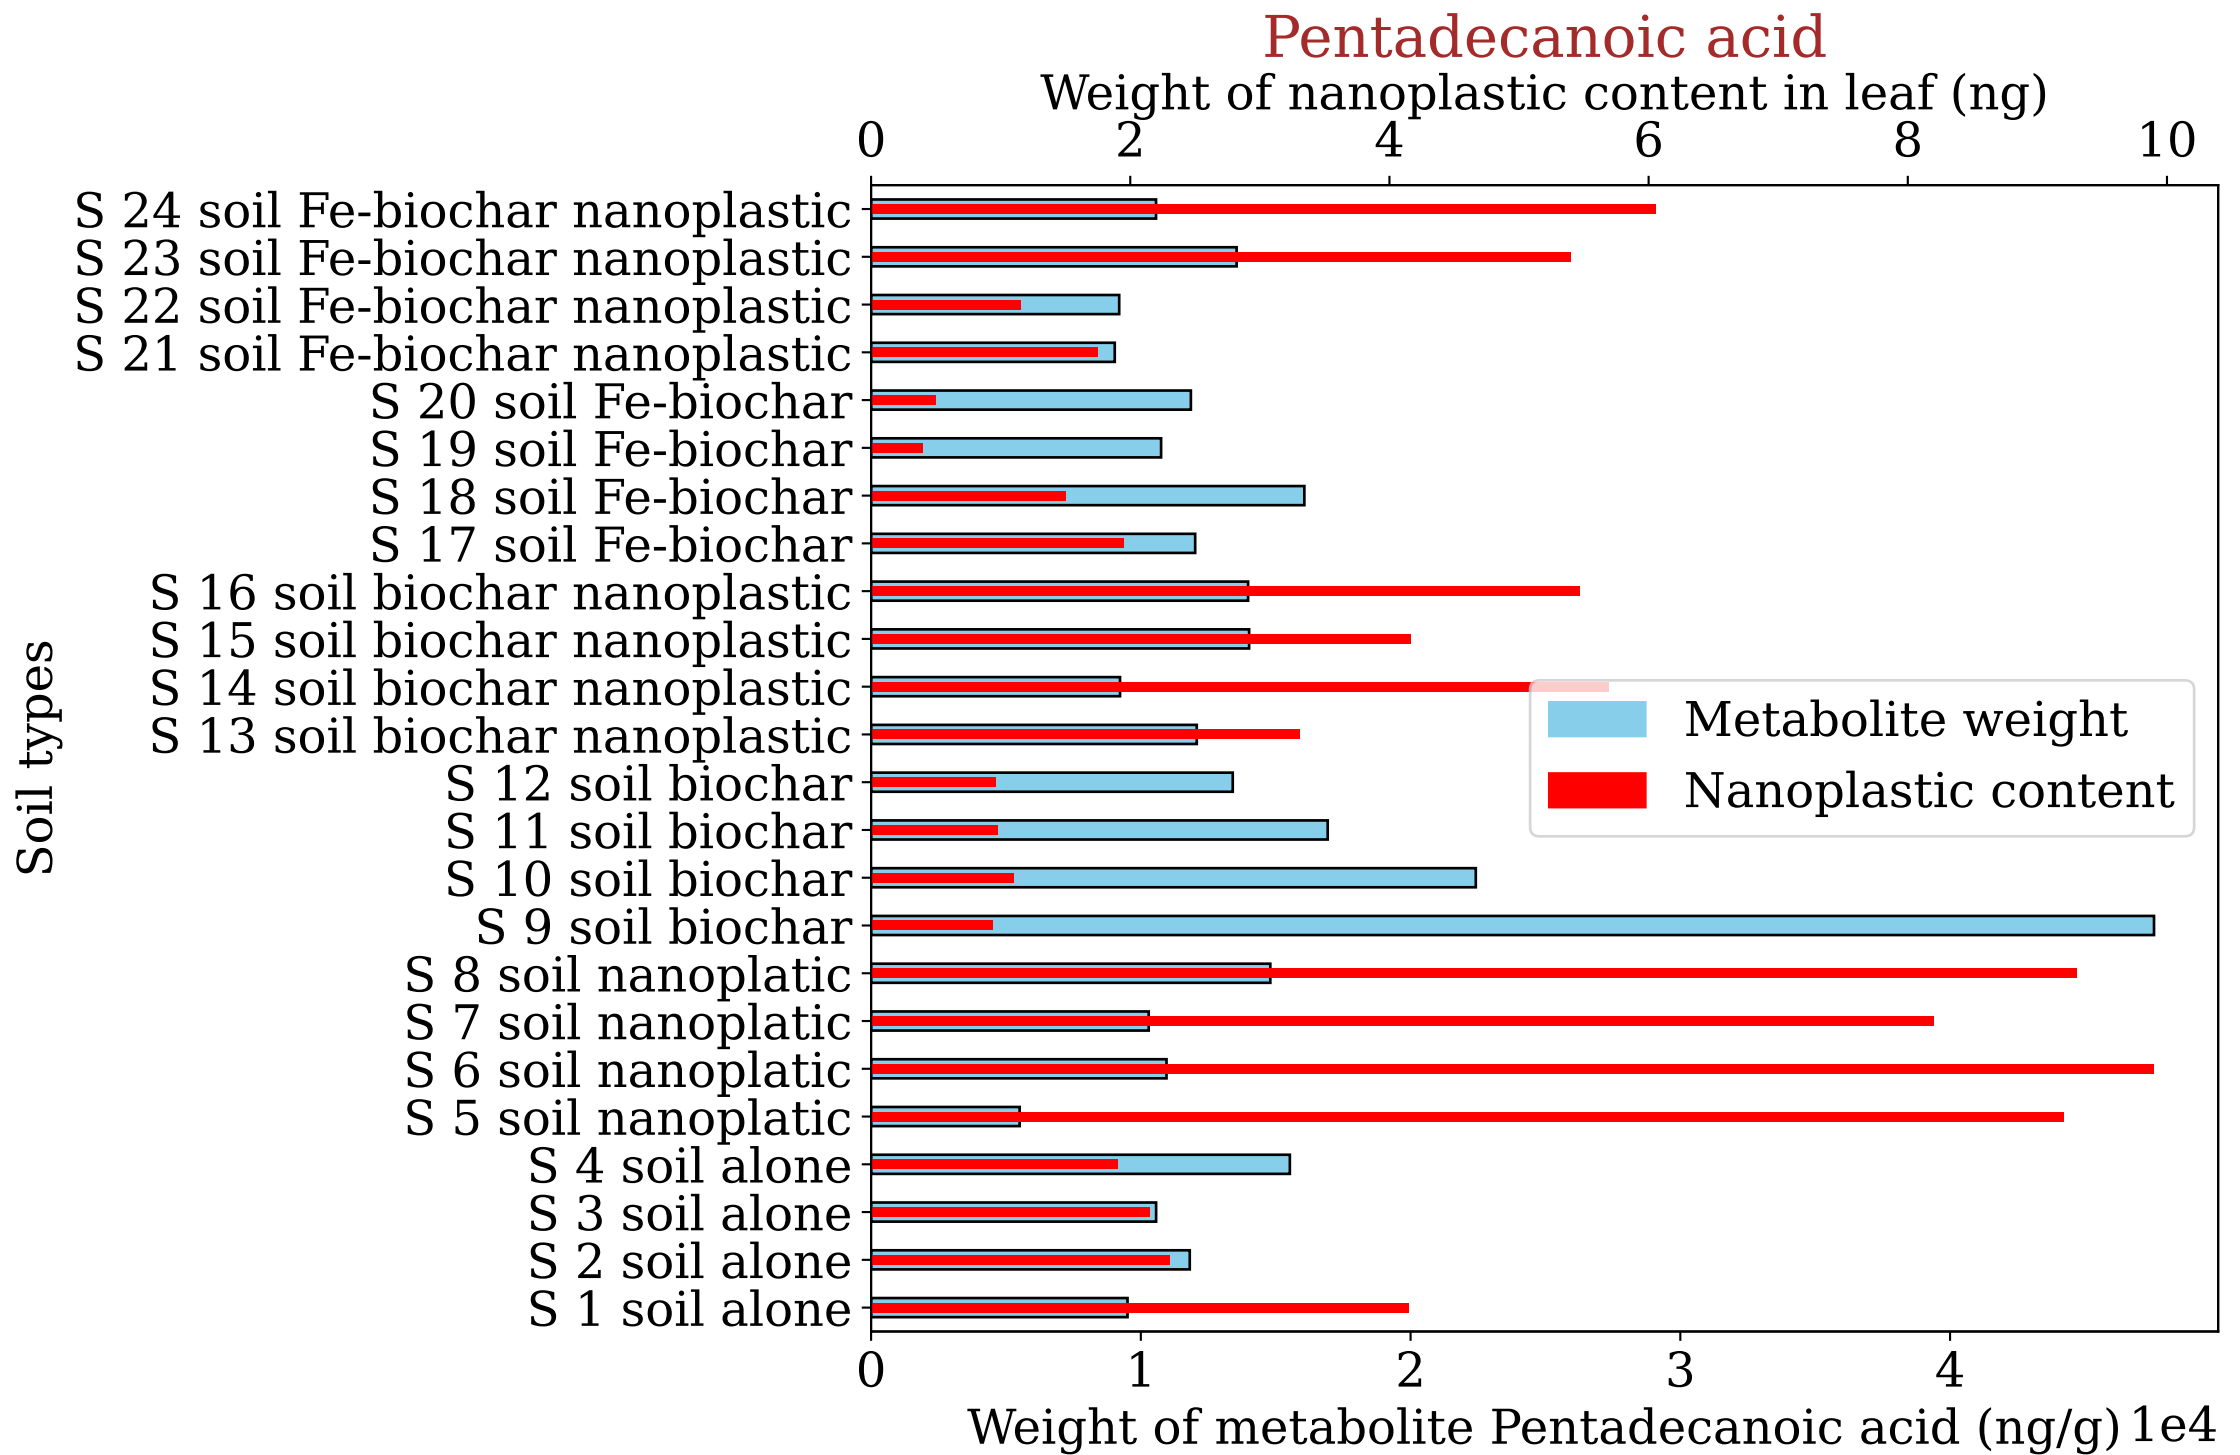 Pentadecanoic acid
Weight of nanoplastic content in leaf (ng)
0 2 4 6 8 10
S 24 soil Fe-biochar nanoplastic
S 23 soil Fe-biochar nanoplastic
S 22 soil Fe-biochar nanoplastic
S 21 soil Fe-biochar nanoplastic
S 20 soil Fe-biochar
S 19 soil Fe-biochar
S 18 soil Fe-biochar
S 17 soil Fe-biochar
S 16 soil biochar nanoplastic
S 15 soil biochar nanoplastic
S 14 soil biochar nanoplastic
S 13 soil biochar nanoplastic
S 12 soil biochar
S 11 soil biochar
S 10 soil biochar
S 9 soil biochar
S 8 soil nanoplatic
S 7 soil nanoplatic
S 6 soil nanoplatic
S 5 soil nanoplatic
S 4 soil alone
S 3 soil alone
S 2 soil alone
S 1 soil alone
Soil types
Metabolite weight
Nanoplastic content
0 1 2 3 4
Weight of metabolite Pentadecanoic acid (ng/g) 1e4